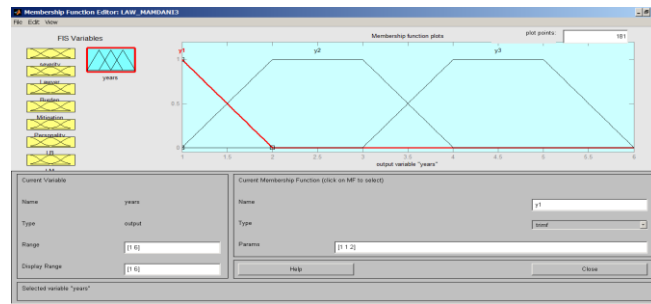 Membership Function Editor: LAW_MAMDANI3
File Edit View
FIS Variables
Membership function plots
plot points:
181
severity
years
Mitigation
Personality
y1
y2
y3
1
0.5
0
1
1.5
2
2.5
3
3.5
4
4.5
5
5.5
6
output variable "years"
Current Variable
Current Membership Function (click on MF to select)
Name
years
Name
y1
Type
output
Type
trimf
Range
[1 6]
Params
[1 1 2]
Display Range
[1 6]
Help
Close
Selected variable "years"